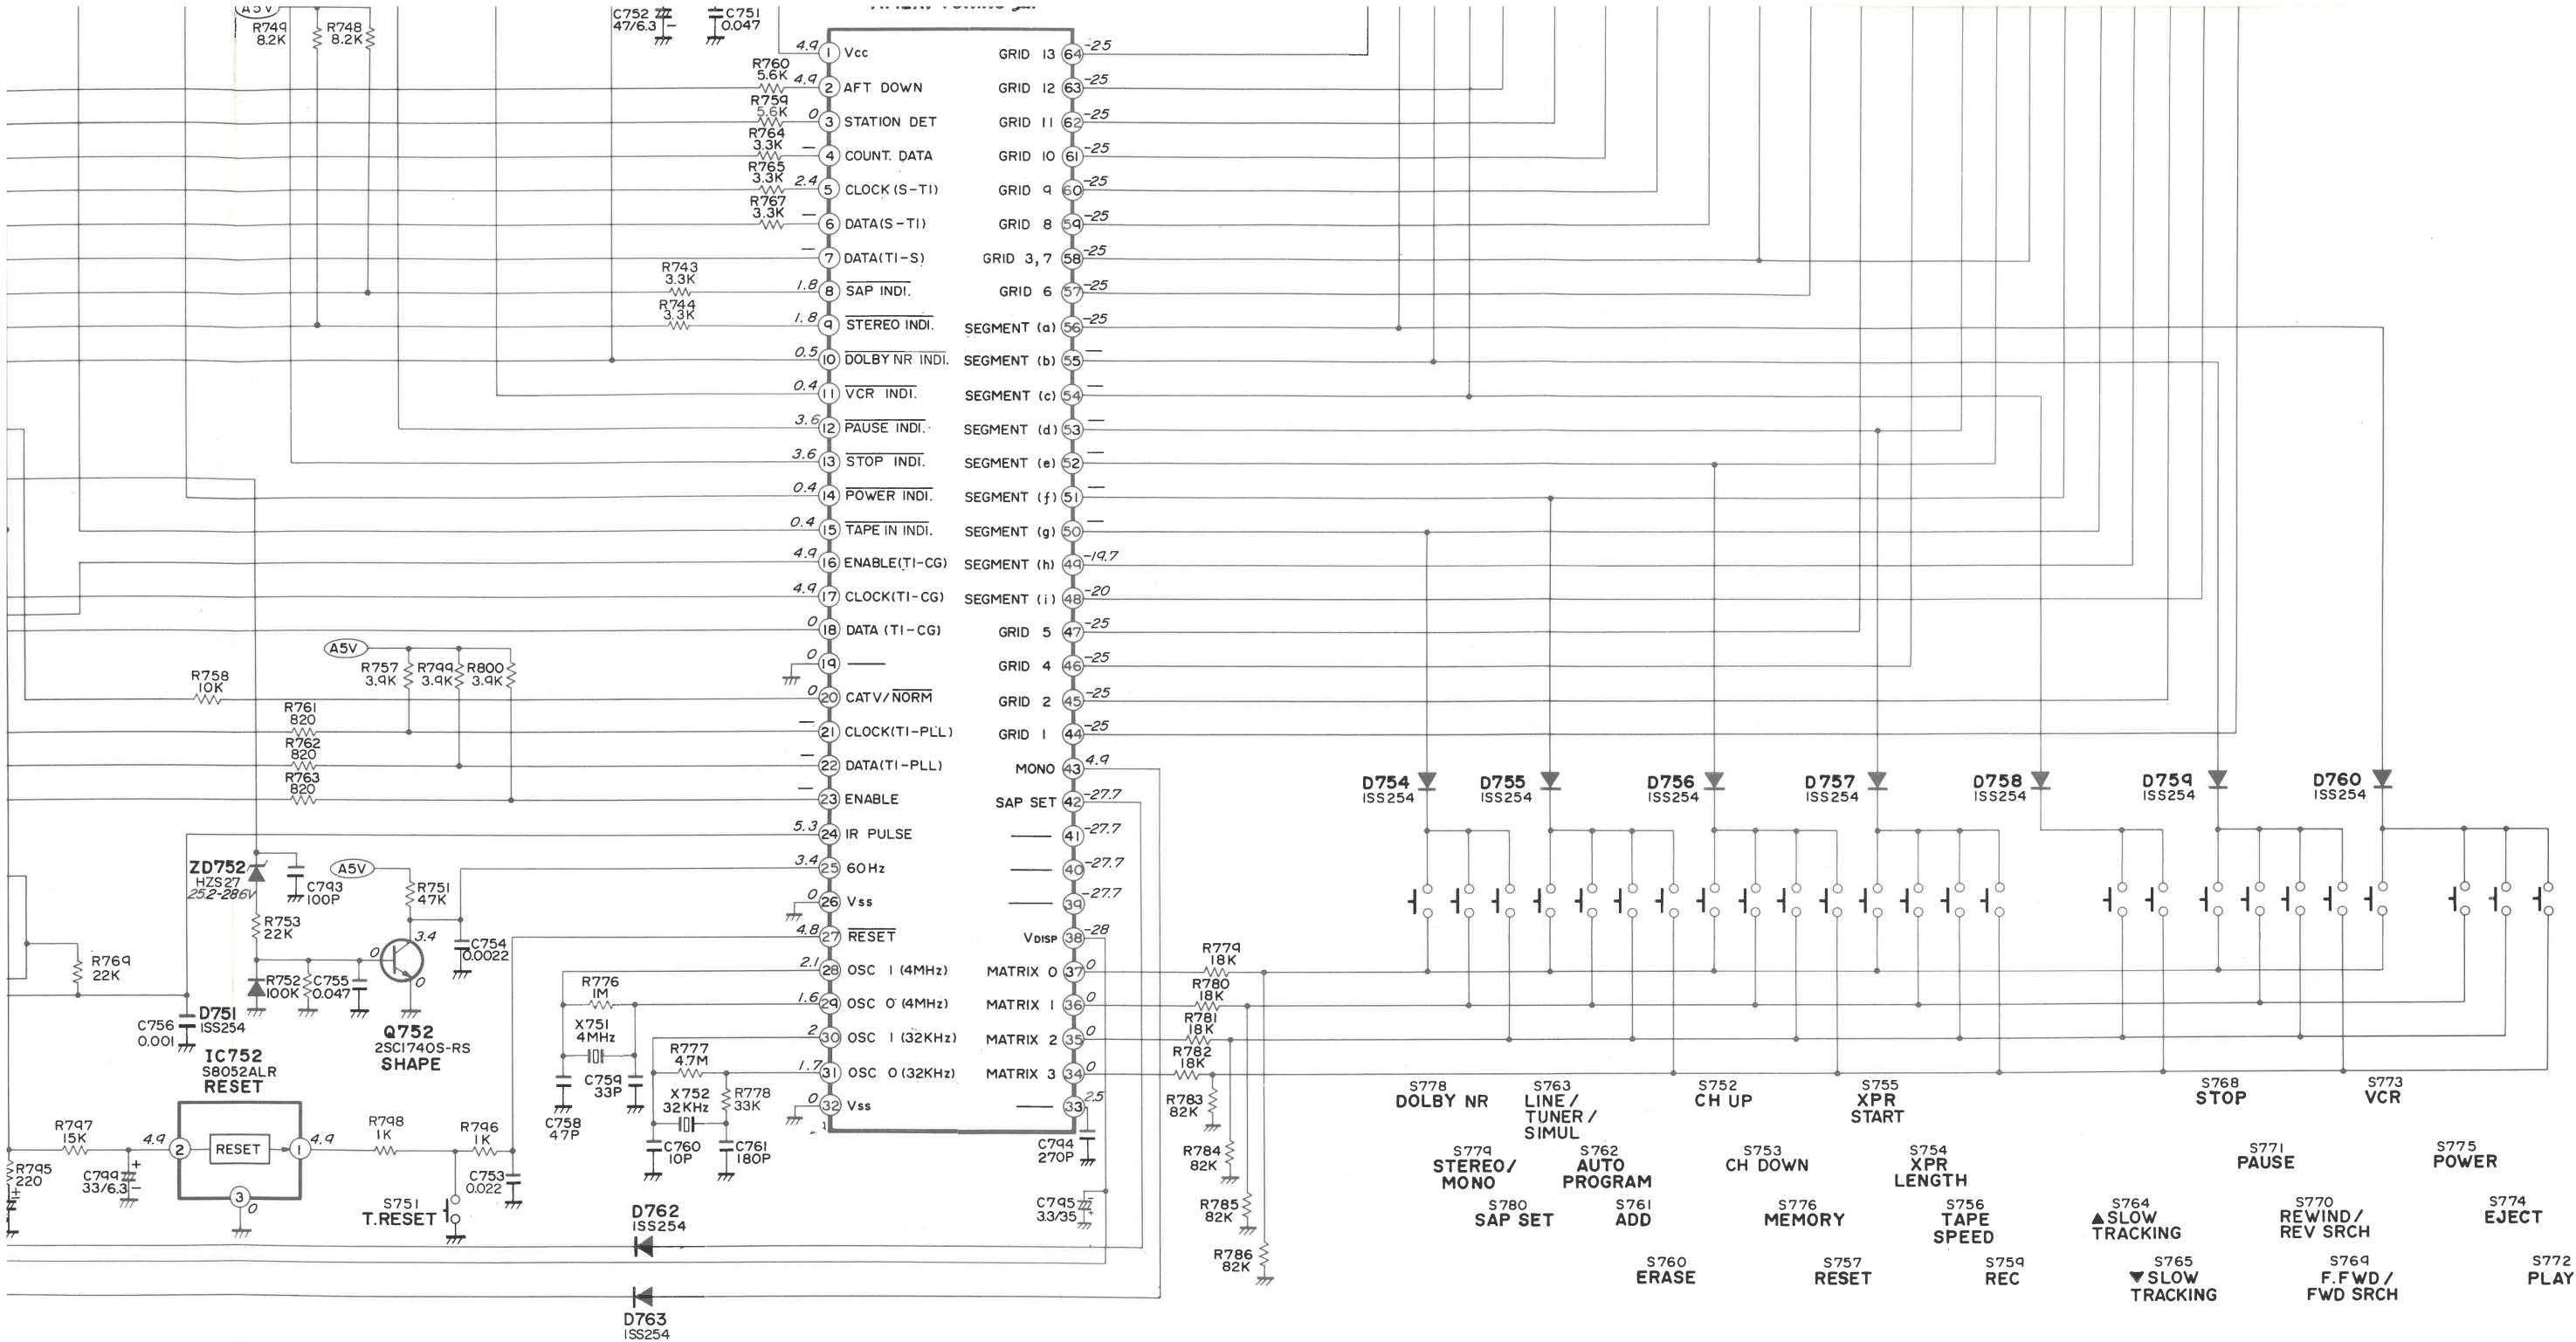 A5V
R749
8.2K
R748
8.2K
C752
47/6.3
C751
0.047
4.9 1 Vcc
R760
5.6K 4.9 2 AFT DOWN
R759
5.6K 0 3 STATION DET
R764
3.3K — 4 COUNT. DATA
R765
3.3K 2.4 5 CLOCK (S-TI)
R767
3.3K — 6 DATA(S-TI)
— 7 DATA(TI-S)
R743
3.3K 1.8 8 SAP INDI.
R744
3.3K 1.8 9 STEREO INDI.
0.5 10 DOLBY NR INDI.
0.4 11 VCR INDI.
3.6 12 PAUSE INDI.
3.6 13 STOP INDI.
0.4 14 POWER INDI.
0.4 15 TAPE IN INDI.
4.9 16 ENABLE(TI-CG)
4.9 17 CLOCK(TI-CG)
0 18 DATA (TI-CG)
0 19 —
0 20 CATV/NORM
— 21 CLOCK(TI-PLL)
— 22 DATA(TI-PLL)
— 23 ENABLE
5.3 24 IR PULSE
3.4 25 60Hz
0 26 Vss
4.8 27 RESET
2.1 28 OSC I (4MHz)
1.6 29 OSC O (4MHz)
2 30 OSC I (32KHz)
1.7 31 OSC O (32KHz)
0 32 Vss
GRID 13 64 -25
GRID 12 63 -25
GRID 11 62 -25
GRID 10 61 -25
GRID 9 60 -25
GRID 8 59 -25
GRID 3,7 58 -25
GRID 6 57 -25
SEGMENT (a) 56 -25
SEGMENT (b) 55 —
SEGMENT (c) 54 —
SEGMENT (d) 53 —
SEGMENT (e) 52 —
SEGMENT (f) 51 —
SEGMENT (g) 50 —
SEGMENT (h) 49 -19.7
SEGMENT (i) 48 -20
GRID 5 47 -25
GRID 4 46 -25
GRID 2 45 -25
GRID 1 44 -25
MONO 43 4.9
SAP SET 42 -27.7
— 41 -27.7
— 40 -27.7
— 39 -27.7
VDISP 38 -28
MATRIX 0 37 0
MATRIX 1 36 0
MATRIX 2 35 0
MATRIX 3 34 0
— 33 2.5
A5V
R757
3.9K
R799
3.9K
R800
3.9K
R758
10K
R761
820
R762
820
R763
820
ZD752
HZS27
25.2-28.6V
C793
100P
A5V
R751
47K
R753
22K
3.4
0
0
C754
0.0022
R769
22K
R752
100K
C755
0.047
D751
ISS254
C756
0.001
Q752
2SC1740S-RS
SHAPE
IC752
S8052ALR
RESET
R797
15K
4.9
2
RESET
1
4.9
3
0
R798
1K
R796
1K
R795
220
C799
33/6.3
C753
0.022
S751
T.RESET
R776
1M
X751
4MHz
C758
47P
C759
33P
R777
4.7M
X752
32KHz
R778
33K
C760
10P
C761
180P
D762
ISS254
D763
ISS254
C794
270P
C795
3.3/35
R779
18K
R780
18K
R781
18K
R782
18K
R783
82K
R784
82K
R785
82K
R786
82K
D754
ISS254
D755
ISS254
D756
ISS254
D757
ISS254
D758
ISS254
D759
ISS254
D760
ISS254
S778
DOLBY NR
S763
LINE/
TUNER/
SIMUL
S752
CH UP
S755
XPR
START
S768
STOP
S773
VCR
S779
STEREO/
MONO
S762
AUTO
PROGRAM
S753
CH DOWN
S754
XPR
LENGTH
S771
PAUSE
S775
POWER
S780
SAP SET
S761
ADD
S776
MEMORY
S756
TAPE
SPEED
S764
▲SLOW
TRACKING
S770
REWIND/
REV SRCH
S774
EJECT
S760
ERASE
S757
RESET
S759
REC
S765
▼SLOW
TRACKING
S769
F.FWD/
FWD SRCH
S772
PLAY